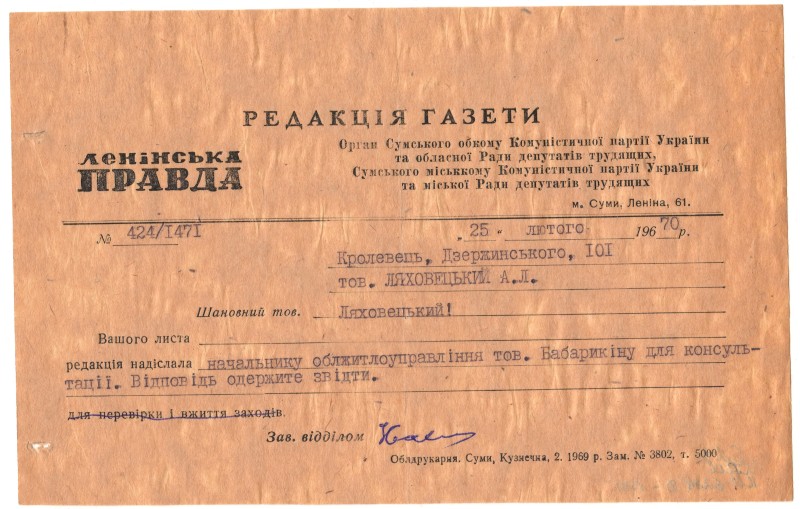 РЕДАКЦІЯ ГАЗЕТИ
ЛЕНІНСЬКА
ПРАВДА
Орган Сумського обкому Комуністичної партії України
та обласної Ради депутатів трудящих,
Сумського міськкому Комуністичної партії України
та міської Ради депутатів трудящих
м. Суми, Леніна, 61.
№ 424/I471 „25" лютого 19670 р.
Кролевець, Дзержинського, IOI
тов. ЛЯХОВЕЦЬКИЙ А.Л.
Шановний тов. Ляховецький!
Вашого листа
редакція надіслала начальнику облжитлоуправління тов. Бабарикіну для консуль-
тації. Відповідь одержите звідти.
для перевірки і вжиття заходів.
Зав. відділом
Облдрукарня. Суми, Кузнечна, 2. 1969 р. Зам. № 3802, т. 5000